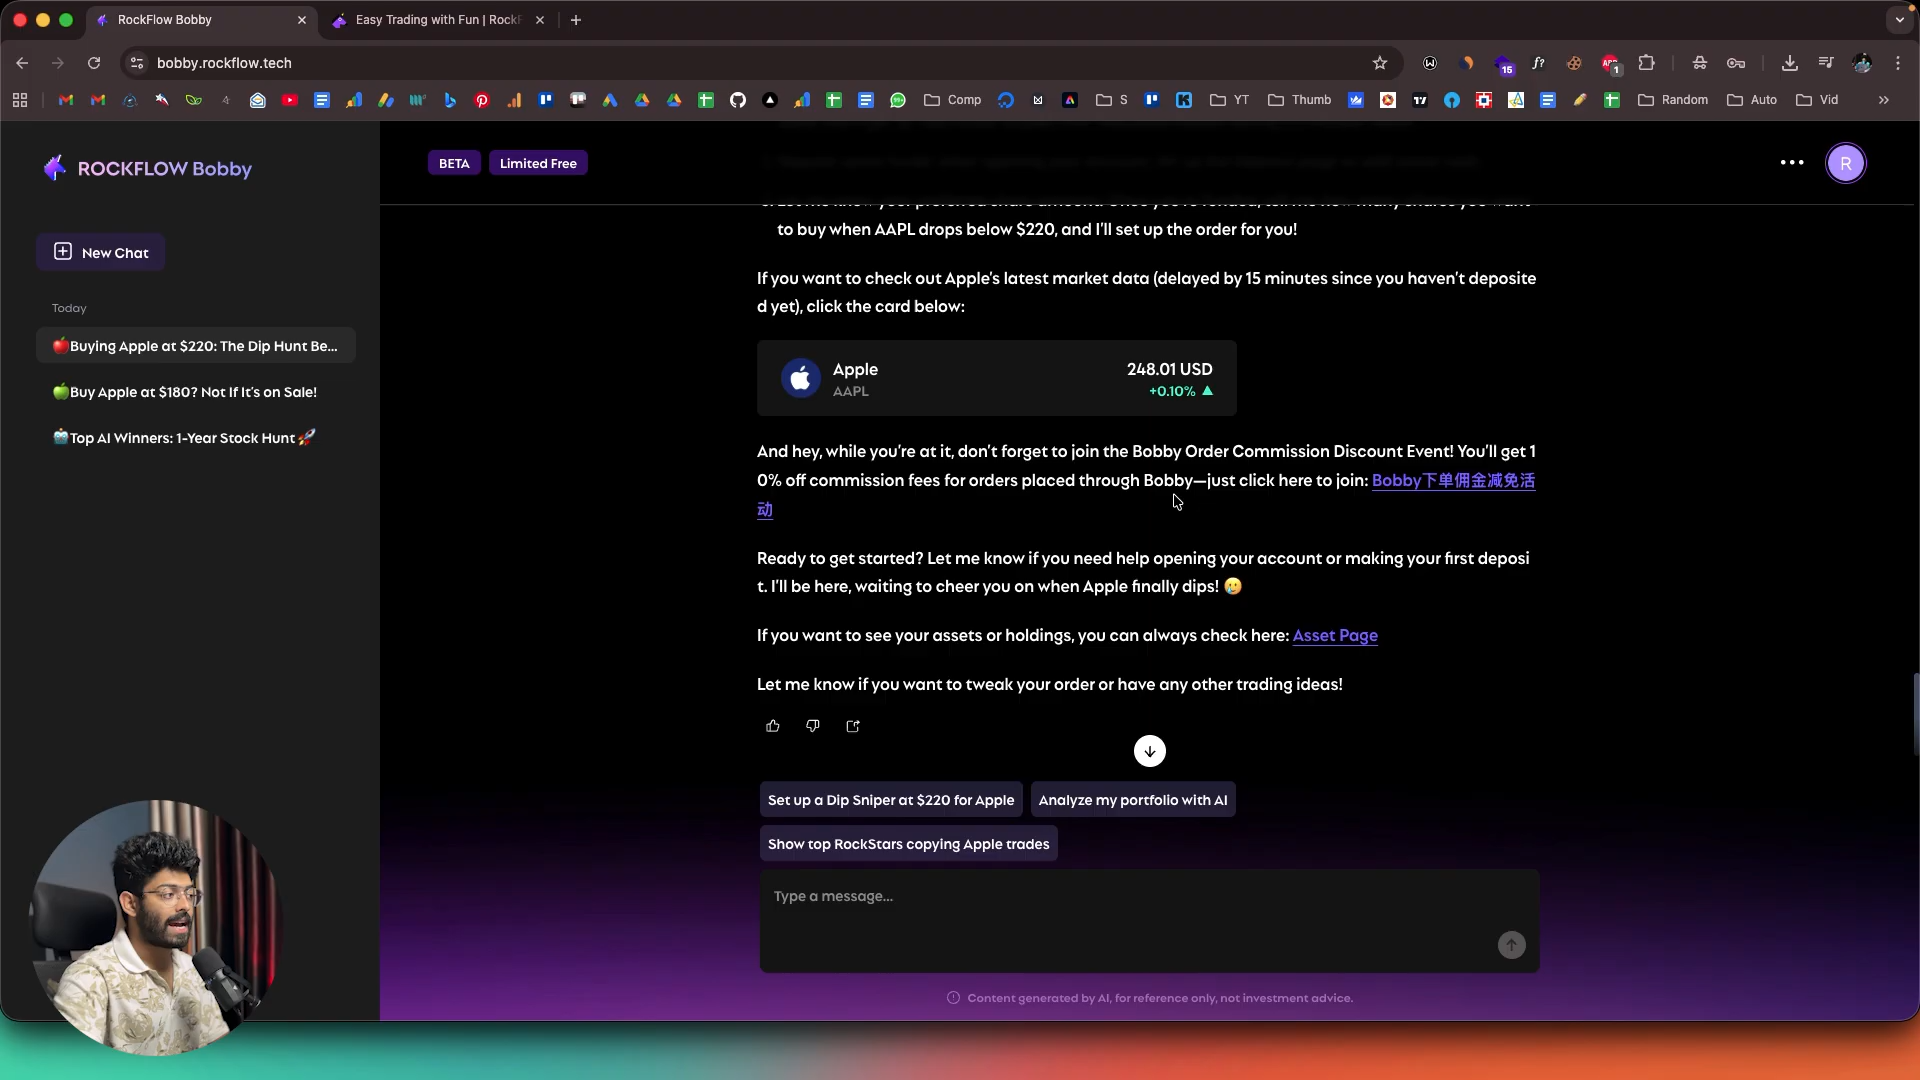 RockFlow Bobby
Easy Trading with Fun | RockF
bobby.rockflow.tech
15
f?
1
Comp
S
YT
Thumb
Random
Auto
Vid
ROCKFLOW Bobby
BETA
Limited Free
R
New Chat
Today
🍎Buying Apple at $220: The Dip Hunt Be...
🍏Buy Apple at $180? Not If It's on Sale!
🤖Top AI Winners: 1-Year Stock Hunt🚀
to buy when AAPL drops below $220, and I'll set up the order for you!
If you want to check out Apple's latest market data (delayed by 15 minutes since you haven't deposite
d yet), click the card below:
Apple
248.01 USD
AAPL
+0.10% ▲
And hey, while you're at it, don't forget to join the Bobby Order Commission Discount Event! You'll get 1
0% off commission fees for orders placed through Bobby—just click here to join: Bobby下单佣金减免活
动
Ready to get started? Let me know if you need help opening your account or making your first deposi
t. I'll be here, waiting to cheer you on when Apple finally dips! 🥲
If you want to see your assets or holdings, you can always check here: Asset Page
Let me know if you want to tweak your order or have any other trading ideas!
Set up a Dip Sniper at $220 for Apple
Analyze my portfolio with AI
Show top RockStars copying Apple trades
Type a message...
Content generated by AI, for reference only, not investment advice.